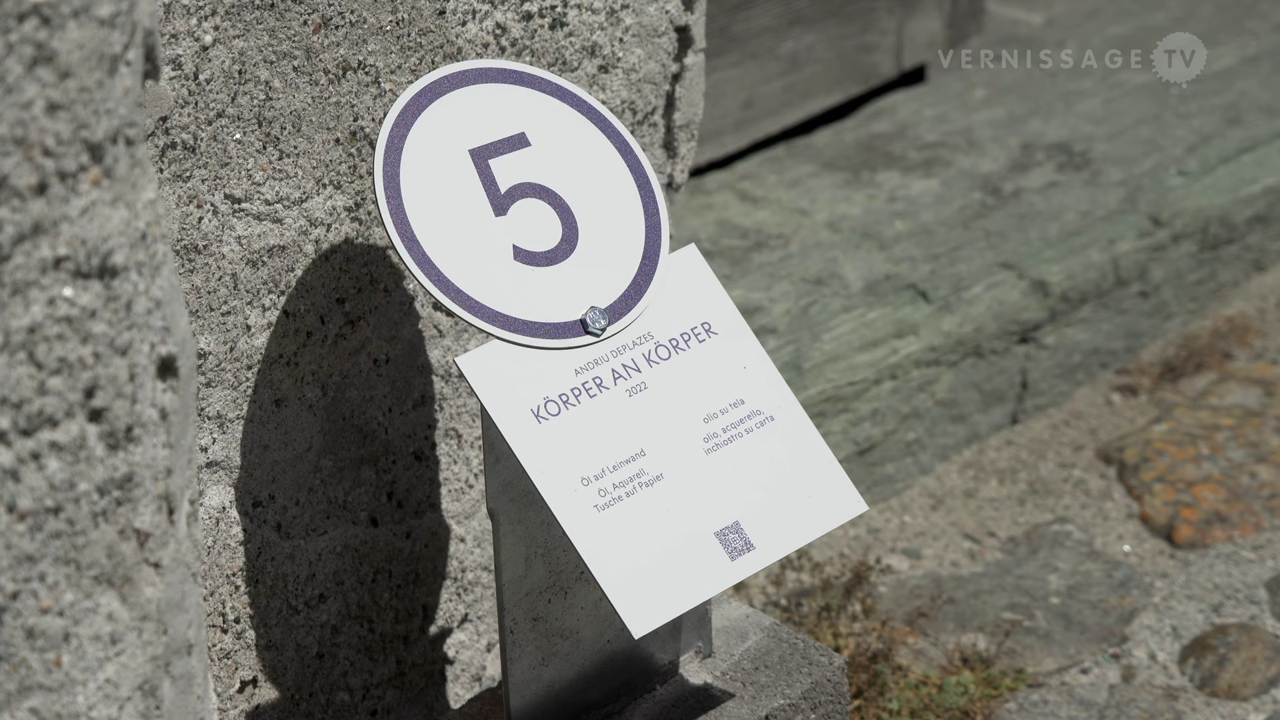 VERNISSAGE TV
5
ANDRIU DEPLAZES
KÖRPER AN KÖRPER
2022
Öl auf Leinwand
Öl, Aquarell,
Tusche auf Papier
olio su tela
olio, acquerello,
inchiostro su carta